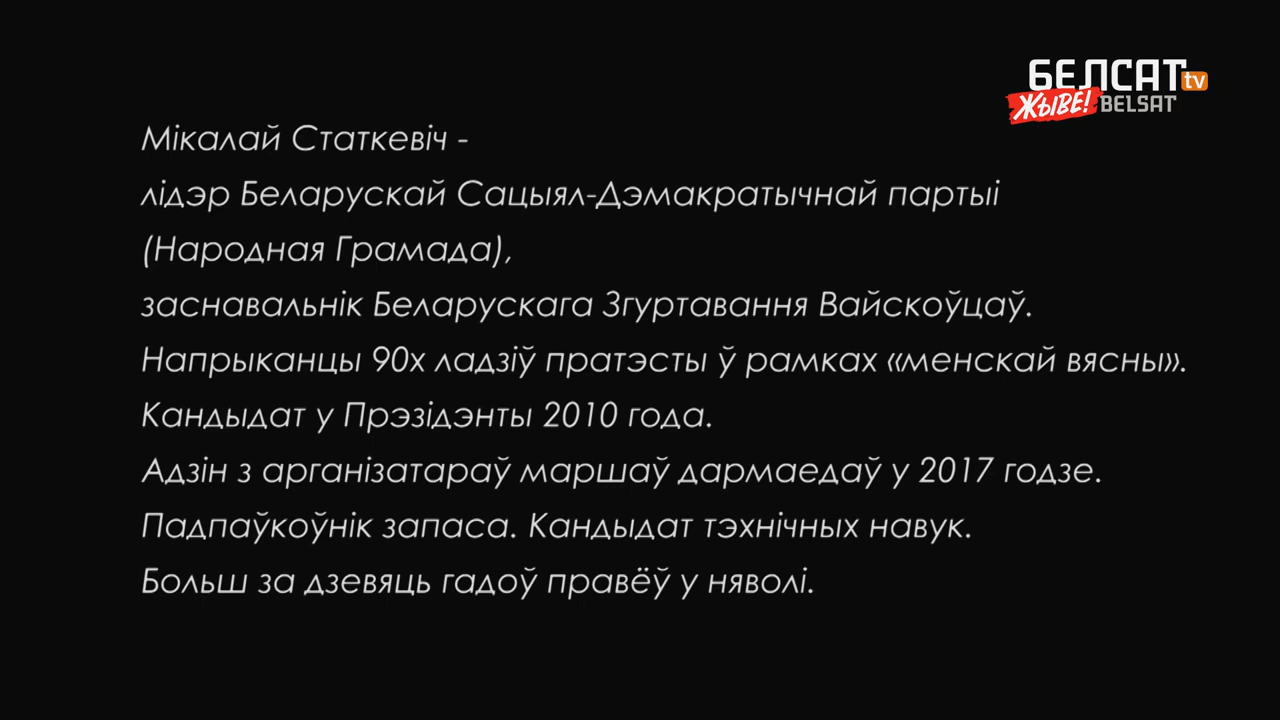 БЕЛСАТ tv
ЖЫВЕ! BELSAT
Мікалай Статкевіч -
лідэр Беларускай Сацыял-Дэмакратычнай партыі
(Народная Грамада),
заснавальнік Беларускага Згуртавання Вайскоўцаў.
Напрыканцы 90х ладзіў пратэсты ў рамках «менскай вясны».
Кандыдат у Прэзідэнты 2010 года.
Адзін з арганізатараў маршаў дармаедаў у 2017 годзе.
Падпаўкоўнік запаса. Кандыдат тэхнічных навук.
Больш за дзевяць гадоў правёў у няволі.